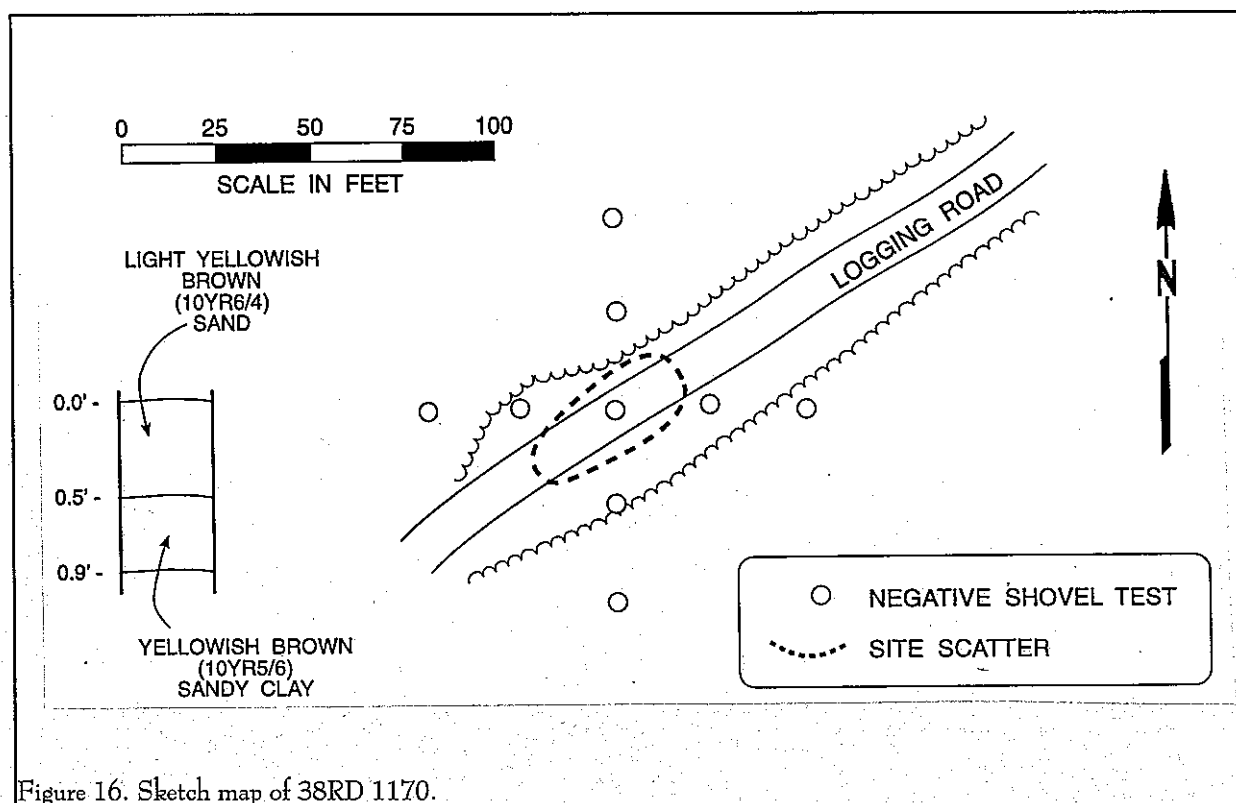 0 25 50 75 100
SCALE IN FEET
LIGHT YELLOWISH
BROWN
(10YR6/4)
SAND
0.0' -
0.5' -
0.9' -
YELLOWISH BROWN
(10YR5/6)
SANDY CLAY
LOGGING ROAD
N
NEGATIVE SHOVEL TEST
SITE SCATTER
Figure 16. Sketch map of 38RD 1170.